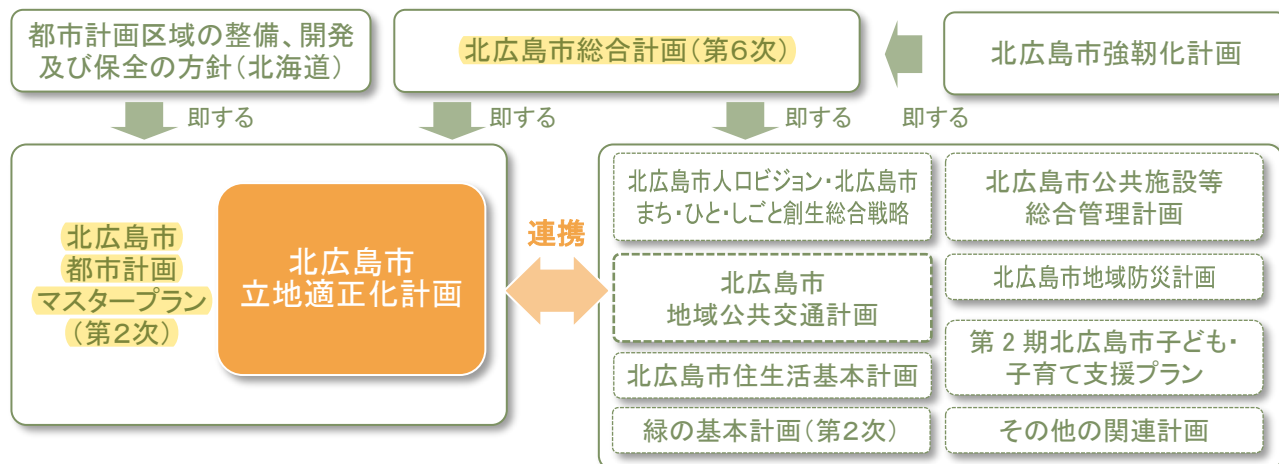 都市計画区域の整備、開発
及び保全の方針(北海道)
北広島市総合計画(第6次)
北広島市強靭化計画
即する
即する
即する
即する
北広島市
都市計画
マスタープラン
(第2次)
北広島市
立地適正化計画
連携
北広島市人口ビジョン・北広島市
まち・ひと・しごと創生総合戦略
北広島市
地域公共交通計画
北広島市住生活基本計画
緑の基本計画(第2次)
北広島市公共施設等
総合管理計画
北広島市地域防災計画
第2期北広島市子ども・
子育て支援プラン
その他の関連計画